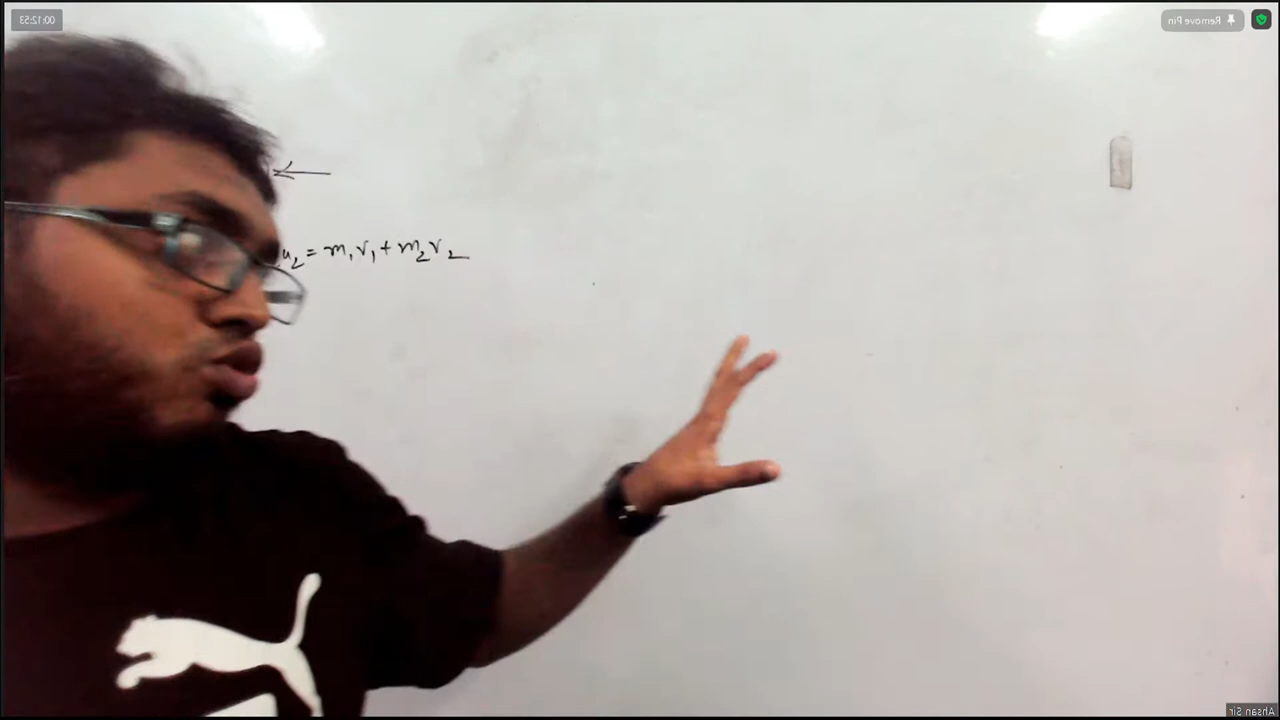 00:12:53
Remove Pin
←
u₂ = m₁v₁ + m₂v₂
Ahsan Sir